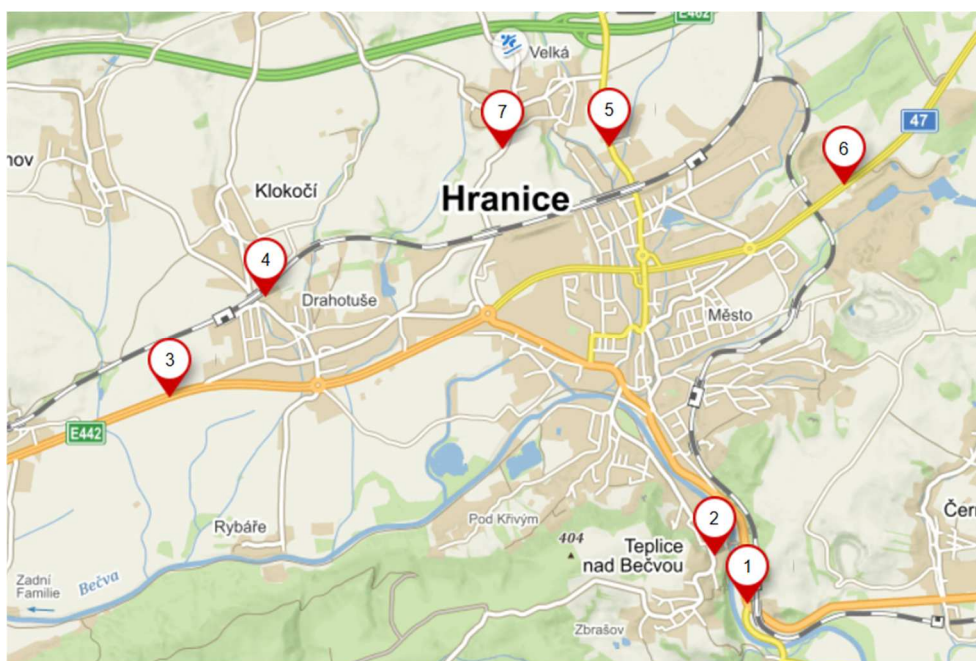 E462
Velká
7
5
47
6
nov
Klokočí
Hranice
4
Drahotuše
Město
3
E442
2
Rybáře
Pod Křivým
404
Teplice
nad Bečvou
Čern
1
Zadní
Familie
Bečva
Zbrašov